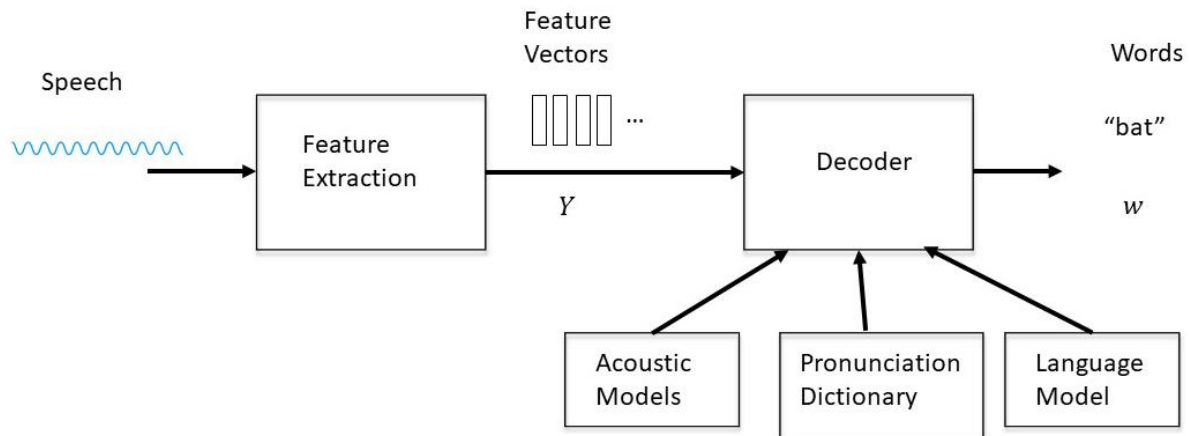 Speech
Feature
Extraction
Feature
Vectors
...
Y
Decoder
Words
“bat”
w
Acoustic
Models
Pronunciation
Dictionary
Language
Model